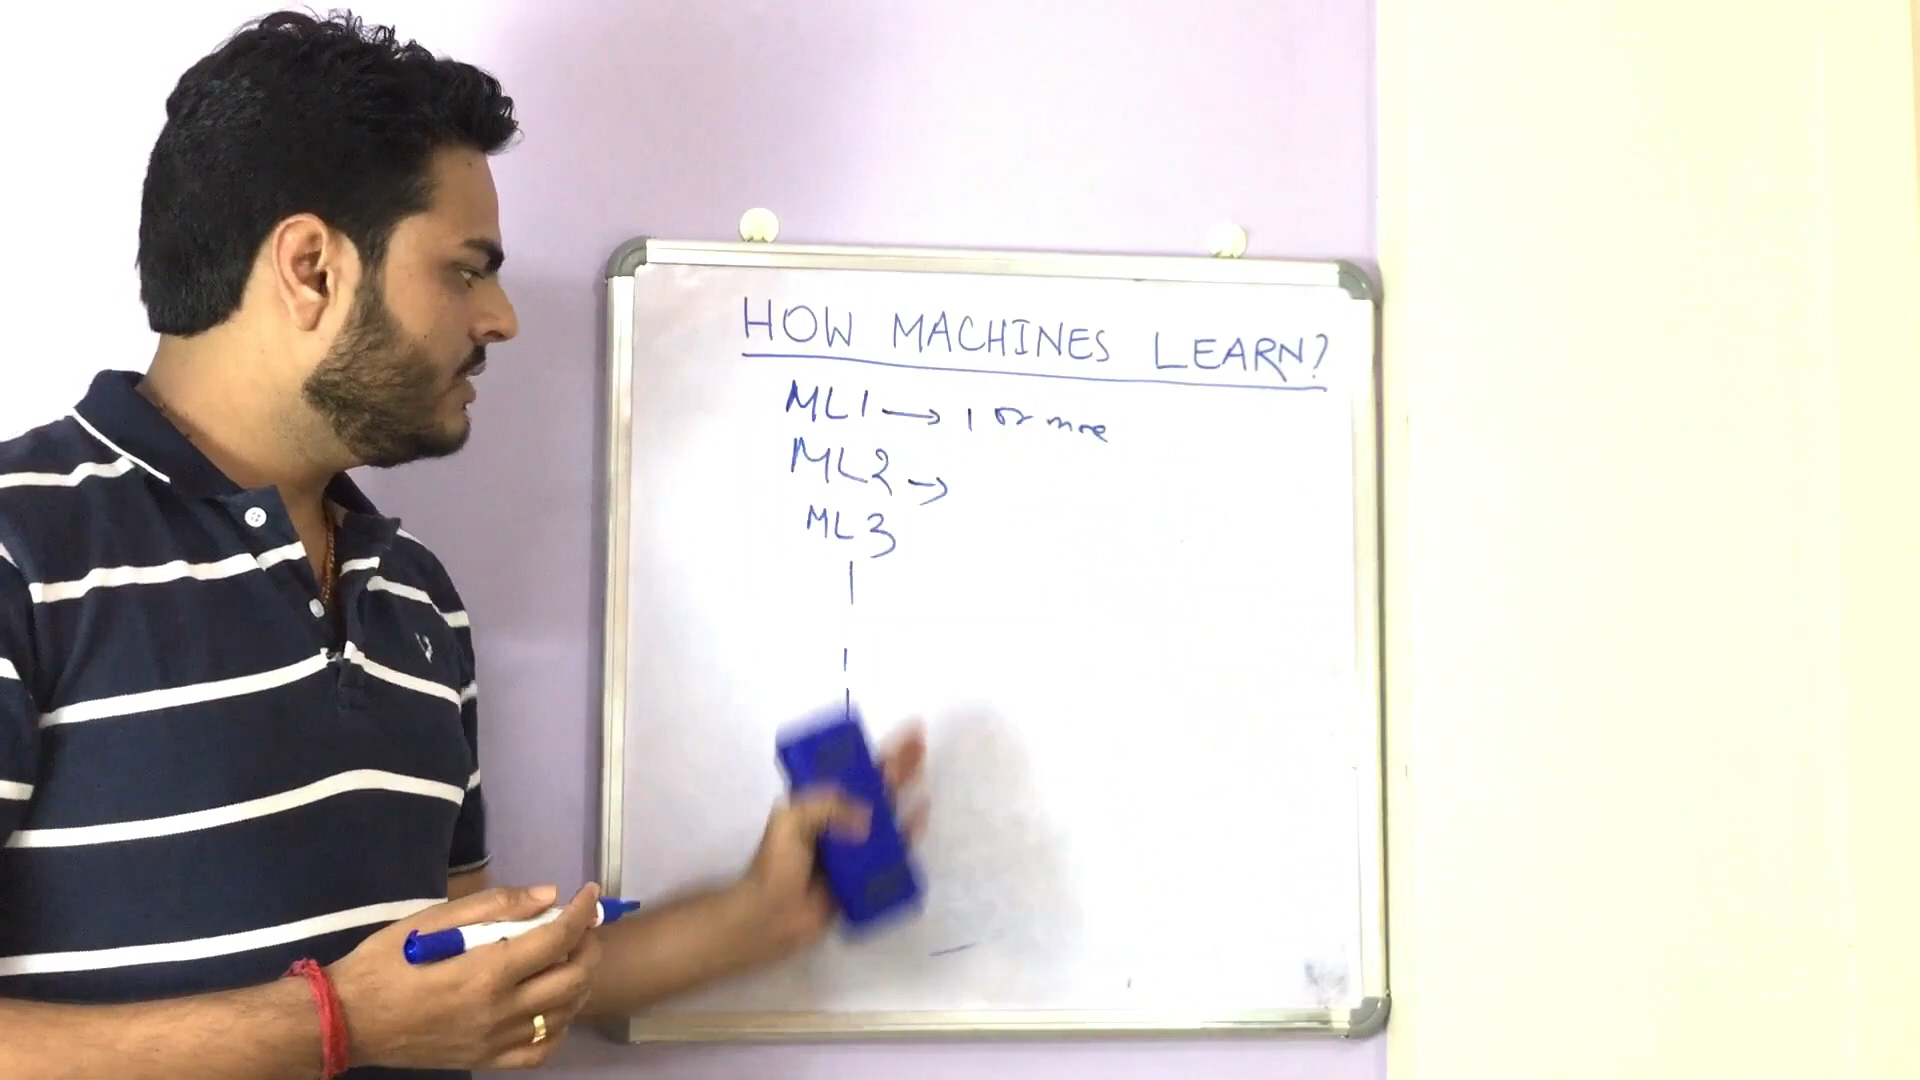 HOW MACHINES LEARN?
ML1 → 1 or more
ML2 →
ML3